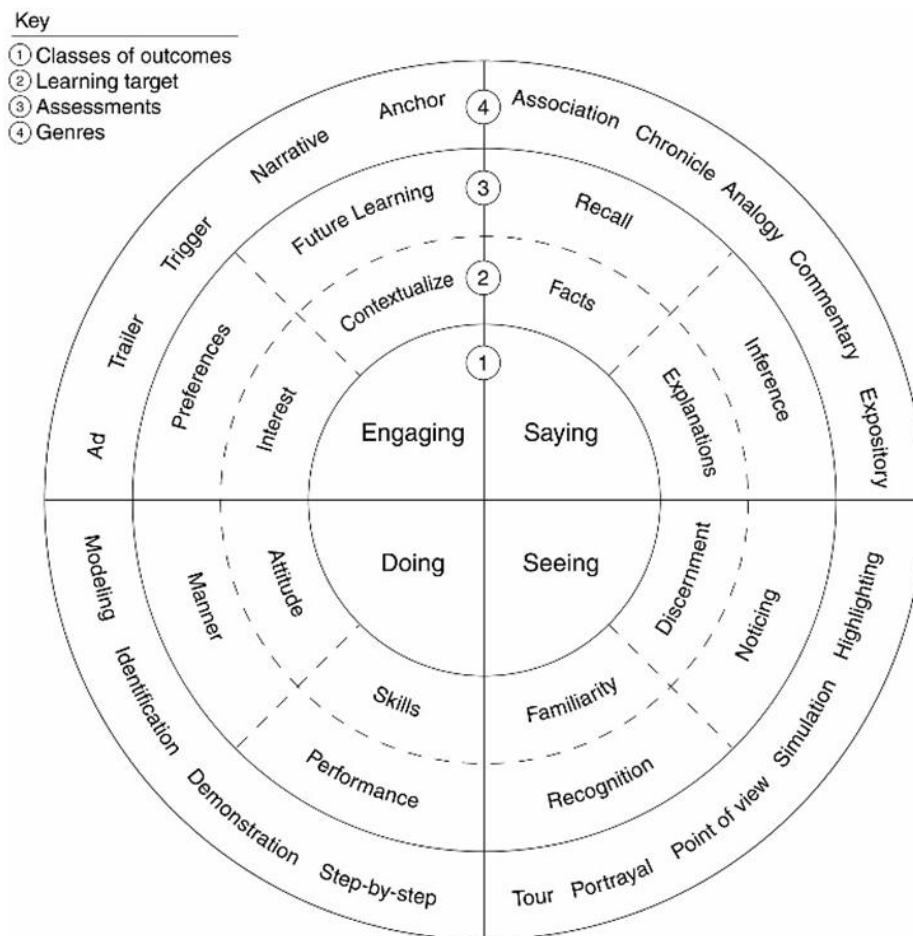 Key
1 Classes of outcomes
2 Learning target
3 Assessments
4 Genres
Ad
Trailer
Trigger
Narrative
Anchor
4
Association
Chronicle
Analogy
Commentary
Expository
Preferences
Future Learning
3
Recall
Inference
Interest
Contextualize
2
Facts
Explanations
1
Engaging
Saying
Doing
Seeing
Attitude
Skills
Familiarity
Discernment
Manner
Performance
Recognition
Noticing
Modeling
Identification
Demonstration
Step-by-step
Tour
Portrayal
Point of view
Simulation
Highlighting